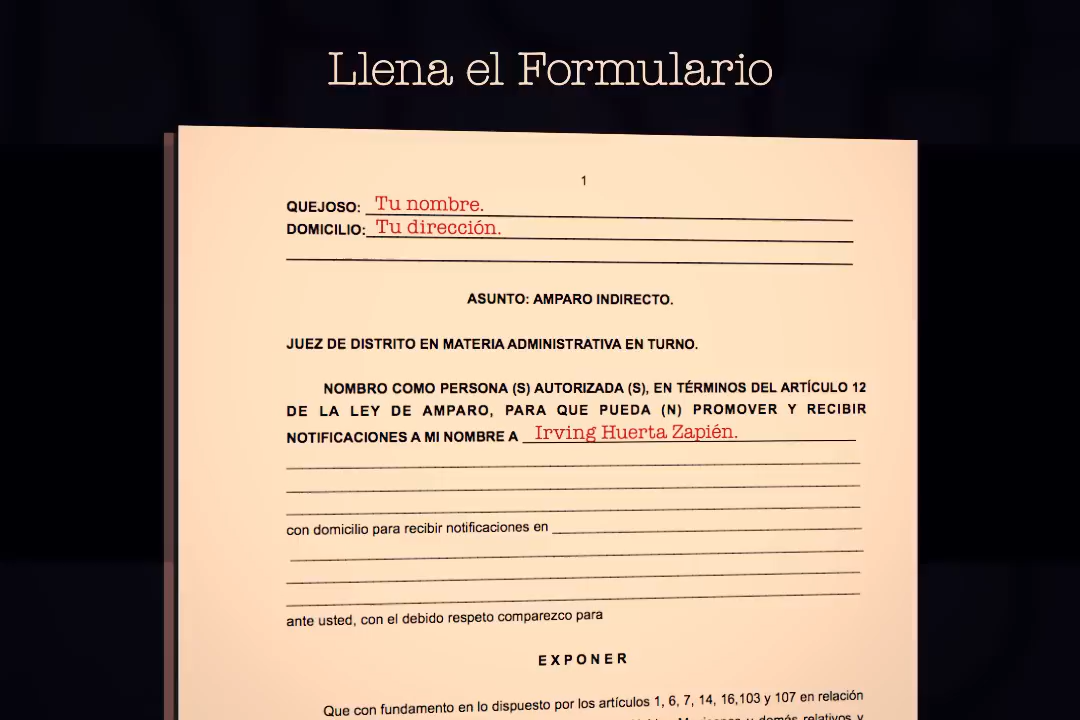 Llena el Formulario
1
QUEJOSO: Tu nombre.
DOMICILIO: Tu dirección.
ASUNTO: AMPARO INDIRECTO.
JUEZ DE DISTRITO EN MATERIA ADMINISTRATIVA EN TURNO.
NOMBRO COMO PERSONA (S) AUTORIZADA (S), EN TÉRMINOS DEL ARTÍCULO 12
DE LA LEY DE AMPARO, PARA QUE PUEDA (N) PROMOVER Y RECIBIR
NOTIFICACIONES A MI NOMBRE A Irving Huerta Zapién.
con domicilio para recibir notificaciones en
ante usted, con el debido respeto comparezco para
EXPONER
Que con fundamento en lo dispuesto por los artículos 1, 6, 7, 14, 16,103 y 107 en relación
y demás relativos y